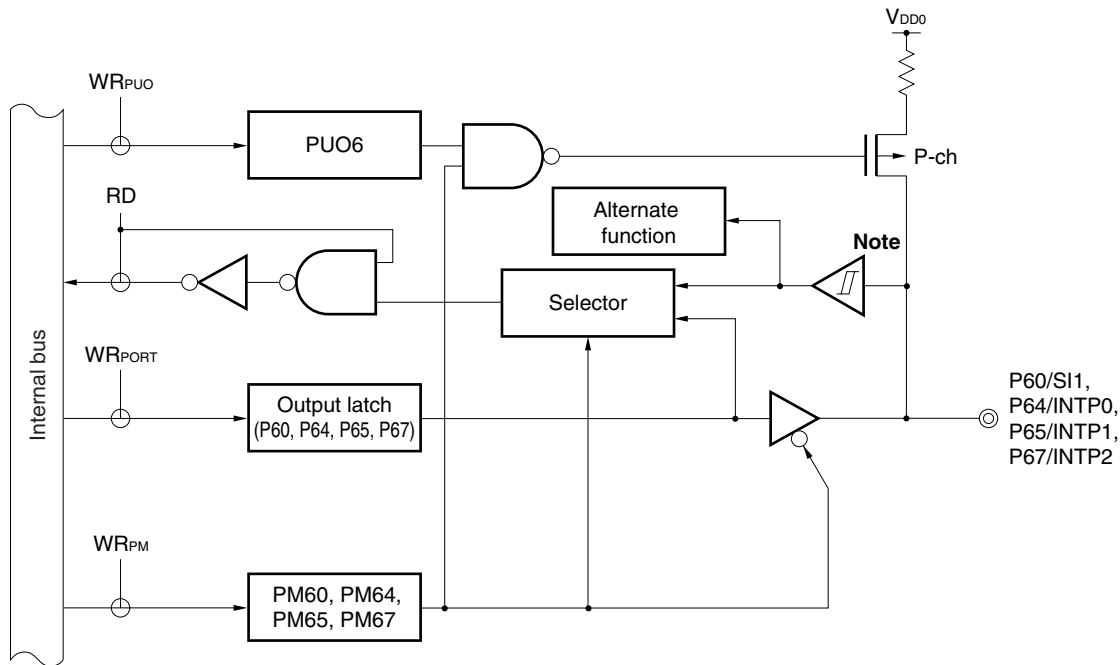 VDD0
WRPUO
PUO6
P-ch
RD
Alternate
function
Note
Selector
Internal bus
WRPORT
Output latch
(P60, P64, P65, P67)
P60/SI1,
P64/INTP0,
P65/INTP1,
P67/INTP2
WRPM
PM60, PM64,
PM65, PM67